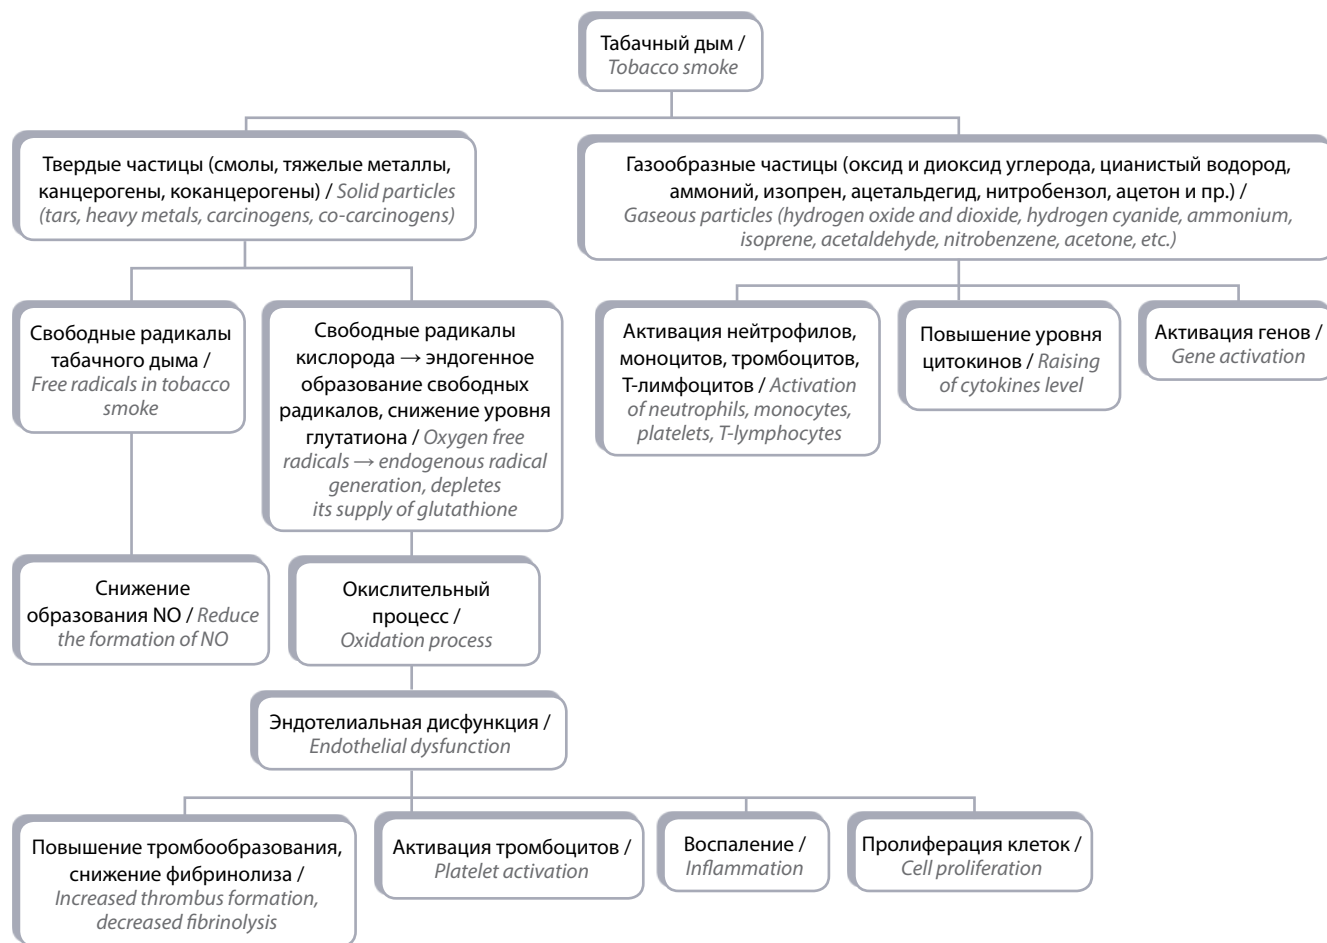 Табачный дым /
Tobacco smoke
Твердые частицы (смолы, тяжелые металлы,
канцерогены, коканцерогены) / Solid particles
(tars, heavy metals, carcinogens, co-carcinogens)
Газообразные частицы (оксид и диоксид углерода, цианистый водород,
аммоний, изопрен, ацетальдегид, нитробензол, ацетон и пр.) /
Gaseous particles (hydrogen oxide and dioxide, hydrogen cyanide, ammonium,
isoprene, acetaldehyde, nitrobenzene, acetone, etc.)
Свободные радикалы
табачного дыма /
Free radicals in tobacco
smoke
Свободные радикалы
кислорода → эндогенное
образование свободных
радикалов, снижение уровня
глутатиона / Oxygen free
radicals → endogenous radical
generation, depletes
its supply of glutathione
Активация нейтрофилов,
моноцитов, тромбоцитов,
Т-лимфоцитов / Activation
of neutrophils, monocytes,
platelets, T-lymphocytes
Повышение уровня
цитокинов / Raising
of cytokines level
Активация генов /
Gene activation
Снижение
образования NO / Reduce
the formation of NO
Окислительный
процесс /
Oxidation process
Эндотелиальная дисфункция /
Endothelial dysfunction
Повышение тромбообразования,
снижение фибринолиза /
Increased thrombus formation,
decreased fibrinolysis
Активация тромбоцитов /
Platelet activation
Воспаление /
Inflammation
Пролиферация клеток /
Cell proliferation